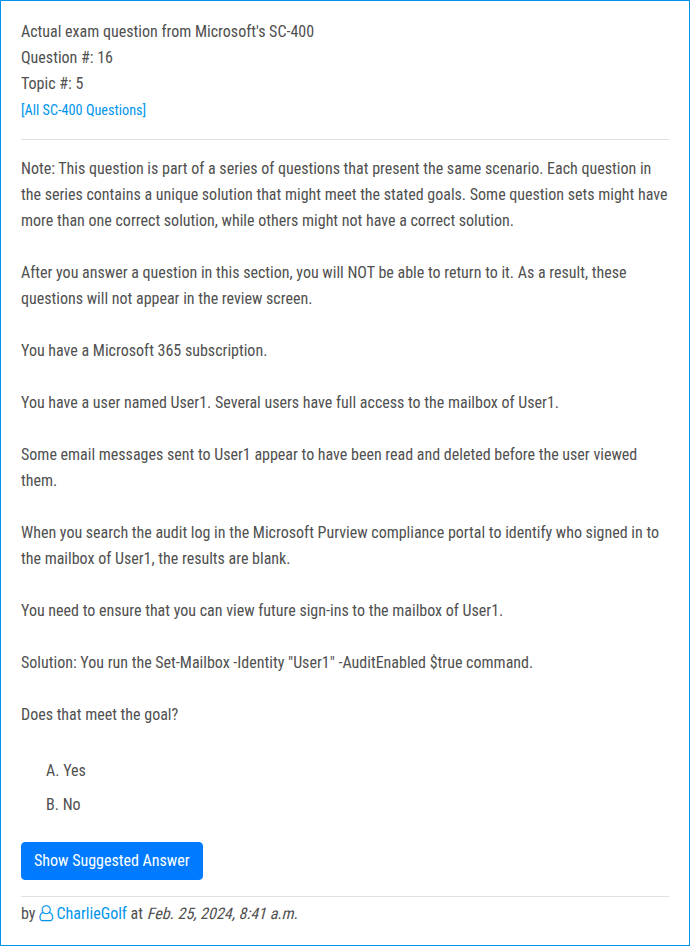 Actual exam question from Microsoft's SC-400
Question #: 16
Topic #: 5
[All SC-400 Questions]
Note: This question is part of a series of questions that present the same scenario. Each question in
the series contains a unique solution that might meet the stated goals. Some question sets might have
more than one correct solution, while others might not have a correct solution.
After you answer a question in this section, you will NOT be able to return to it. As a result, these
questions will not appear in the review screen.
You have a Microsoft 365 subscription.
You have a user named User1. Several users have full access to the mailbox of User1.
Some email messages sent to User1 appear to have been read and deleted before the user viewed
them.
When you search the audit log in the Microsoft Purview compliance portal to identify who signed in to
the mailbox of User1, the results are blank.
You need to ensure that you can view future sign-ins to the mailbox of User1.
Solution: You run the Set-Mailbox -Identity "User1" -AuditEnabled $true command.
Does that meet the goal?
A. Yes
B. No
Show Suggested Answer
by CharlieGolf at Feb. 25, 2024, 8:41 a.m.